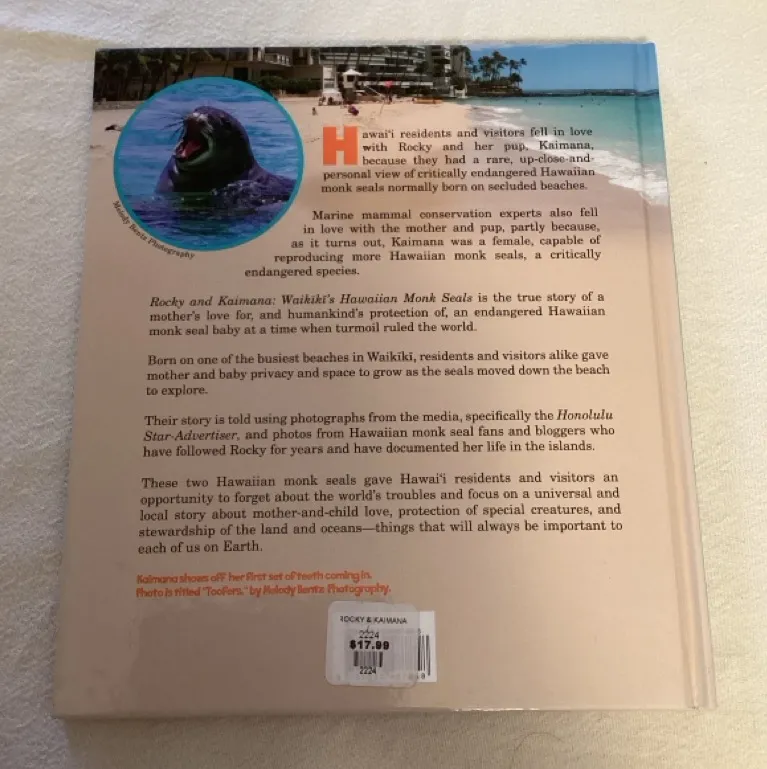 Hawai‘i residents and visitors fell in love
with Rocky and her pup, Kaimana,
because they had a rare, up-close-and-
personal view of critically endangered Hawaiian
monk seals normally born on secluded beaches.
Melody Bentz Photography
Marine mammal conservation experts also fell
in love with the mother and pup, partly because,
as it turns out, Kaimana was a female, capable of
reproducing more Hawaiian monk seals, a critically
endangered species.
Rocky and Kaimana: Waikīkī's Hawaiian Monk Seals is the true story of a
mother's love for, and humankind's protection of, an endangered Hawaiian
monk seal baby at a time when turmoil ruled the world.
Born on one of the busiest beaches in Waikīkī, residents and visitors alike gave
mother and baby privacy and space to grow as the seals moved down the beach
to explore.
Their story is told using photographs from the media, specifically the Honolulu
Star-Advertiser, and photos from Hawaiian monk seal fans and bloggers who
have followed Rocky for years and have documented her life in the islands.
These two Hawaiian monk seals gave Hawai‘i residents and visitors an
opportunity to forget about the world's troubles and focus on a universal and
local story about mother-and-child love, protection of special creatures, and
stewardship of the land and oceans—things that will always be important to
each of us on Earth.
Kaimana shows off her first set of teeth coming in.
Photo is titled "Toofers," by Melody Bentz Photography.
ROCKY & KAIMANA
2224
$17.99
2224